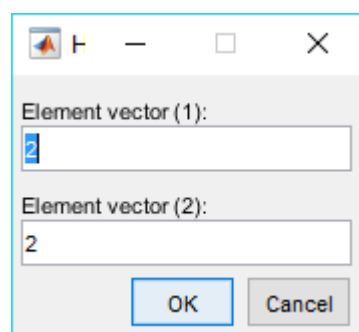 Element vector (1):
2
Element vector (2):
2
OK
Cancel